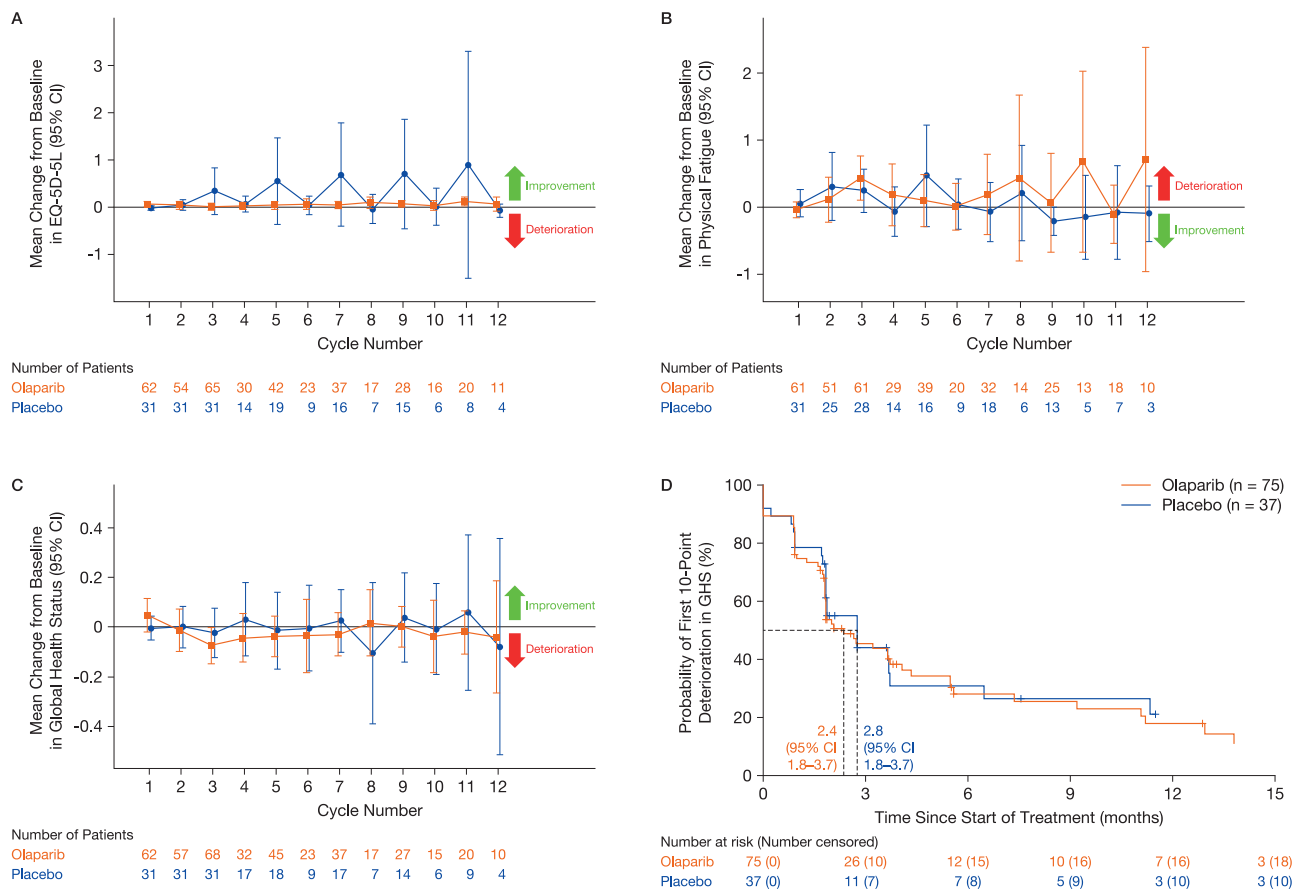 A
Mean Change from Baseline
in EQ-5D-5L (95% CI)
3
2
1
0
-1
Improvement
Deterioration
1 2 3 4 5 6 7 8 9 10 11 12
Cycle Number
Number of Patients
Olaparib 62 54 65 30 42 23 37 17 28 16 20 11
Placebo 31 31 31 14 19 9 16 7 15 6 8 4
B
Mean Change from Baseline
in Physical Fatigue (95% CI)
2
1
0
-1
Deterioration
Improvement
1 2 3 4 5 6 7 8 9 10 11 12
Cycle Number
Number of Patients
Olaparib 61 51 61 29 39 20 32 14 25 13 18 10
Placebo 31 25 28 14 16 9 18 6 13 5 7 3
C
Mean Change from Baseline
in Global Health Status (95% CI)
0.4
0.2
0
-0.2
-0.4
Improvement
Deterioration
1 2 3 4 5 6 7 8 9 10 11 12
Cycle Number
Number of Patients
Olaparib 62 57 68 32 45 23 37 17 27 15 20 10
Placebo 31 31 31 17 18 9 17 7 14 6 9 4
D
Probability of First 10-Point
Deterioration in GHS (%)
100
80
60
40
20
0
Olaparib (n = 75)
Placebo (n = 37)
2.4
(95% CI
1.8–3.7)
2.8
(95% CI
1.8–3.7)
0 3 6 9 12 15
Time Since Start of Treatment (months)
Number at risk (Number censored)
Olaparib 75 (0) 26 (10) 12 (15) 10 (16) 7 (16) 3 (18)
Placebo 37 (0) 11 (7) 7 (8) 5 (9) 3 (10) 3 (10)